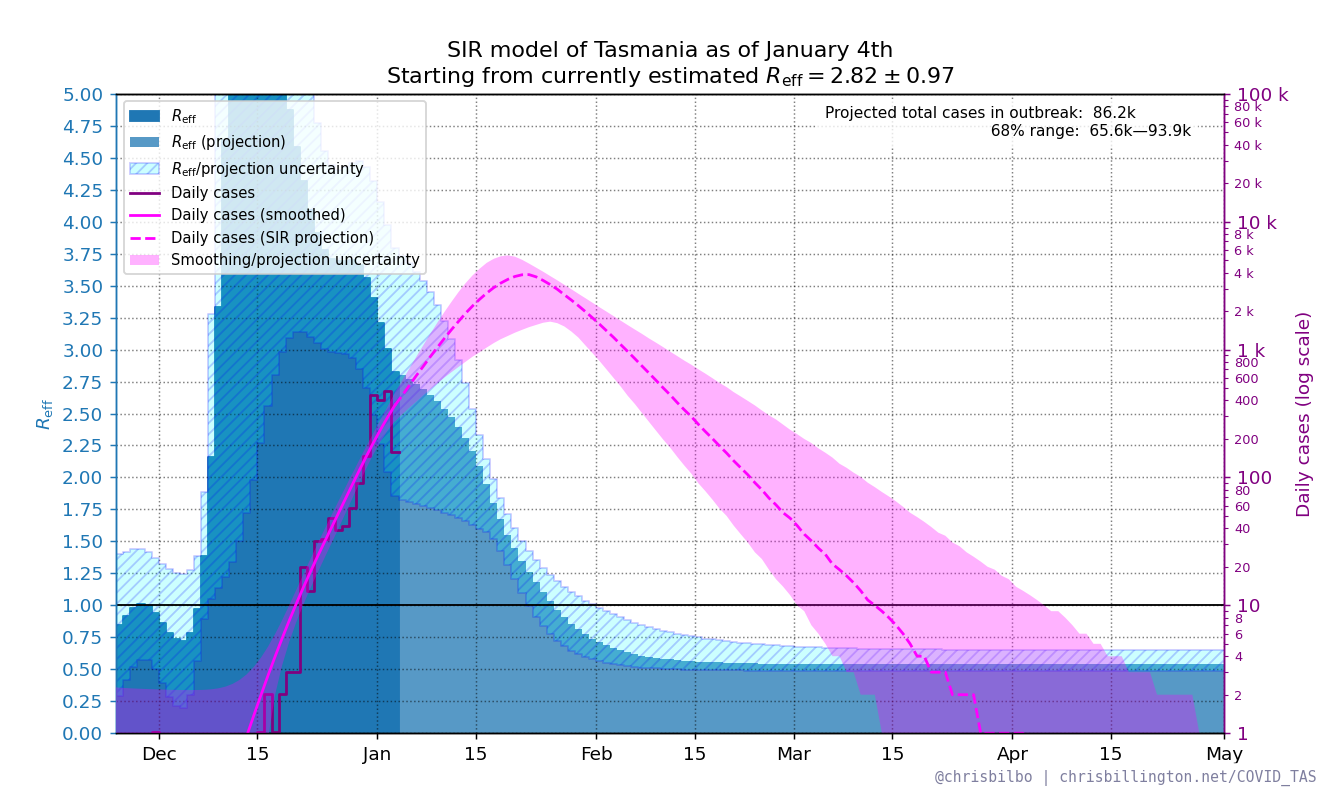 SIR model of Tasmania as of January 4th
Starting from currently estimated R_eff = 2.82 ± 0.97
Projected total cases in outbreak: 86.2k
68% range: 65.6k—93.9k
R_eff
R_eff (projection)
R_eff/projection uncertainty
Daily cases
Daily cases (smoothed)
Daily cases (SIR projection)
Smoothing/projection uncertainty
R_eff
5.00
4.75
4.50
4.25
4.00
3.75
3.50
3.25
3.00
2.75
2.50
2.25
2.00
1.75
1.50
1.25
1.00
0.75
0.50
0.25
0.00
100 k
80 k
60 k
40 k
20 k
10 k
8 k
6 k
4 k
2 k
1 k
800
600
400
200
100
80
60
40
20
10
8
6
4
2
1
Daily cases (log scale)
Dec 15 Jan 15 Feb 15 Mar 15 Apr 15 May
@chrisbilbo | chrisbillington.net/COVID_TAS